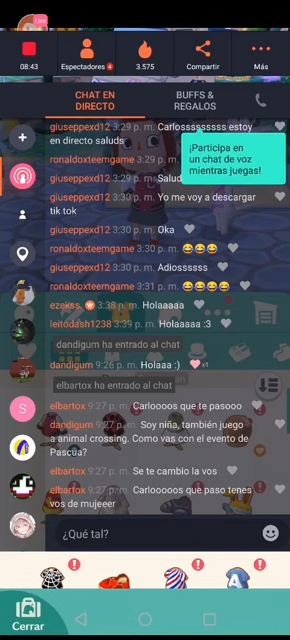 Live
08:43
Espectadores 4
3.575
Compartir
Más
CHAT EN
DIRECTO
BUFFS &
REGALOS
giuseppexd12 3:29 p. m. Carlosssssssss estoy
en directo saluds
¡Participa en
un chat de voz
mientras juegas!
ronaldoxteemgame 3:29 p. m.
giuseppexd12 3:29 p. m. Salud
giuseppexd12 3:30 p. m. Yo me voy a descargar
tik tok
giuseppexd12 3:30 p. m. Oka
ronaldoxteemgame 3:30 p. m. 😂😂😂
giuseppexd12 3:30 p. m. Adiossssss
ronaldoxteemgame 3:31 p. m. 😂😂😂😂
ezekss. 3:38 p. m. Holaaaaa
leitodash1238 3:39 p. m. Holaaaaa :3
dandigum ha entrado al chat
dandigum 9:26 p. m. Holaa :) x1
elbartox ha entrado al chat
S
elbartox 9:27 p. m. Carloooos que te pasooo
dandigum 9:27 p. m. Soy niña, también juego
a animal crossing. Como vas con el evento de
Pascua?
elbartox 9:27 p. m. Se te cambio la vos
elbartox 9:27 p. m. Carlooooos que paso tenes
vos de mujeeer
¿Qué tal?
A
Cerrar